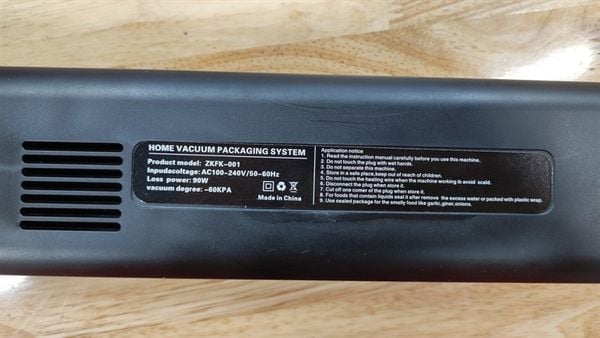 HOME VACUUM PACKAGING SYSTEM
Product model: ZKFK-001
Inpudacoltage: AC100-240V/50-60Hz
Loss power: 90W
vacuum degree: -60KPA
Made in China
Application notice
1. Read the instruction manual carefully before you use this machine.
2. Do not touch the plug with wet hands.
3. Do not separate this machine.
4. Store in a safe place,keep out of reach of children.
5. Do not touch the heating wire when the machine working ib avoid scald.
6. Disconnect the plug when store it.
7. Cut off one corner of the plug when store it.
8. For foods that contain liquids seal it after remove the excess water or packed with plastic wrap.
9. Use sealed package for the smelly food like garlic,giner,onions.